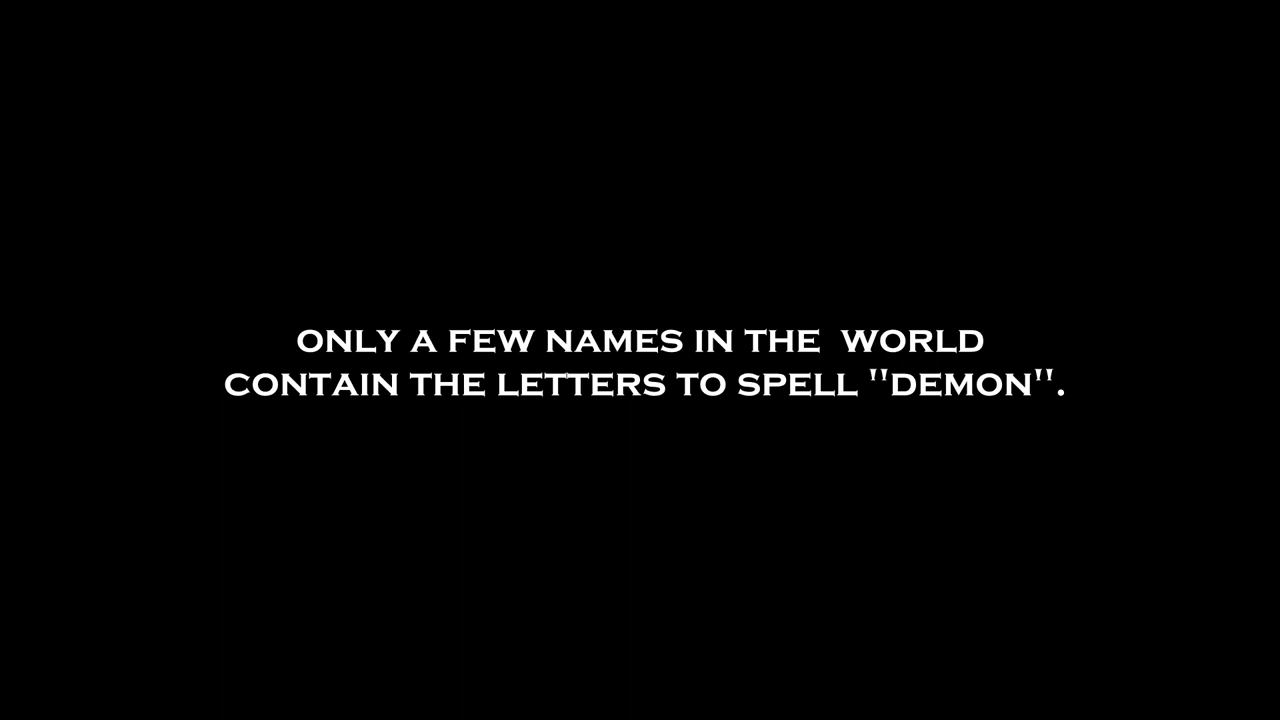 ONLY A FEW NAMES IN THE  WORLD
CONTAIN THE LETTERS TO SPELL "DEMON".